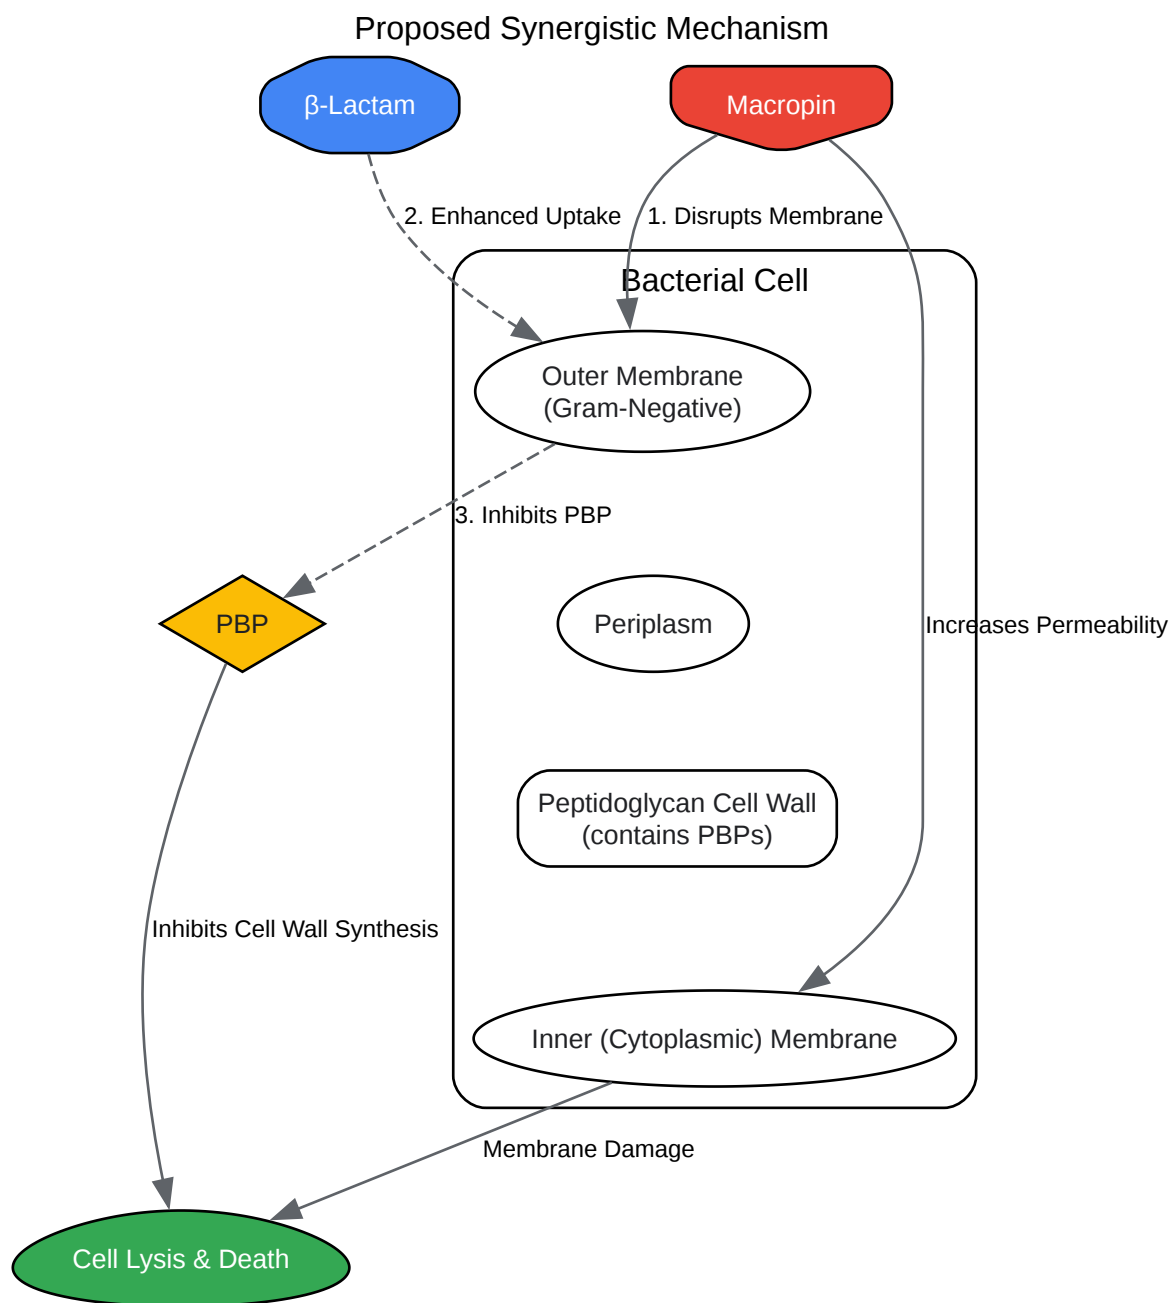 Proposed Synergistic Mechanism
β-Lactam
Macropin
2. Enhanced Uptake
1. Disrupts Membrane
Bacterial Cell
Outer Membrane
(Gram-Negative)
3. Inhibits PBP
PBP
Periplasm
Increases Permeability
Peptidoglycan Cell Wall
(contains PBPs)
Inhibits Cell Wall Synthesis
Inner (Cytoplasmic) Membrane
Membrane Damage
Cell Lysis & Death